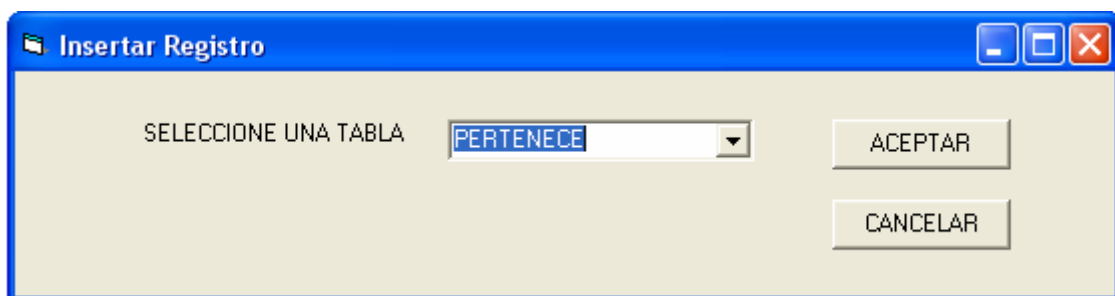 Insertar Registro
SELECCIONE UNA TABLA PERTENECE ACEPTAR
CANCELAR